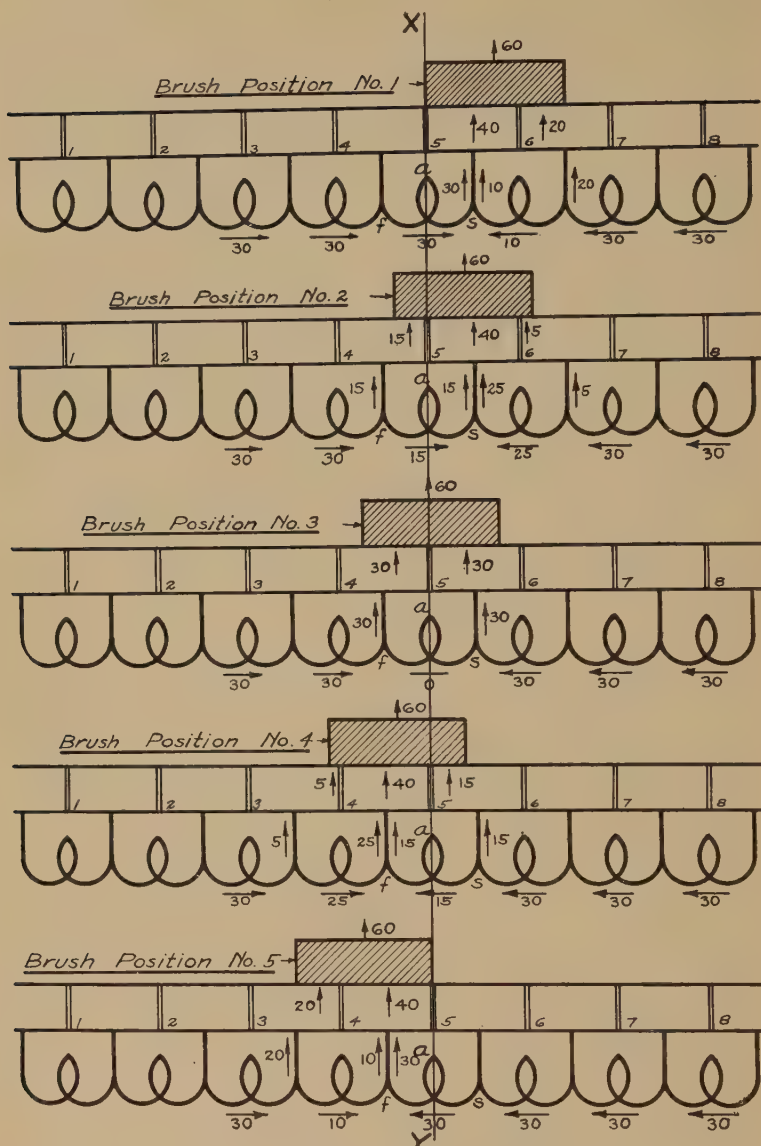 X
60
Brush Position No. 1
40 20
1 2 3 4 5 6 7 8
a
30 10 20
f s
30 30 30 10 30 30
60
Brush Position No. 2
15 40 5
1 2 3 4 5 6 7 8
a
15 15 25 5
f s
30 30 15 25 30 30
60
Brush Position No. 3
30 30
1 2 3 4 5 6 7 8
a
30 30
f s
30 30 0 30 30 30
60
Brush Position No. 4
5 40 15
1 2 3 4 5 6 7 8
a
5 25 15 15
f s
30 25 15 30 30 30
60
Brush Position No. 5
20 40
1 2 3 4 5 6 7 8
a
20 10 30
f s
30 10 30 30 30 30
Y